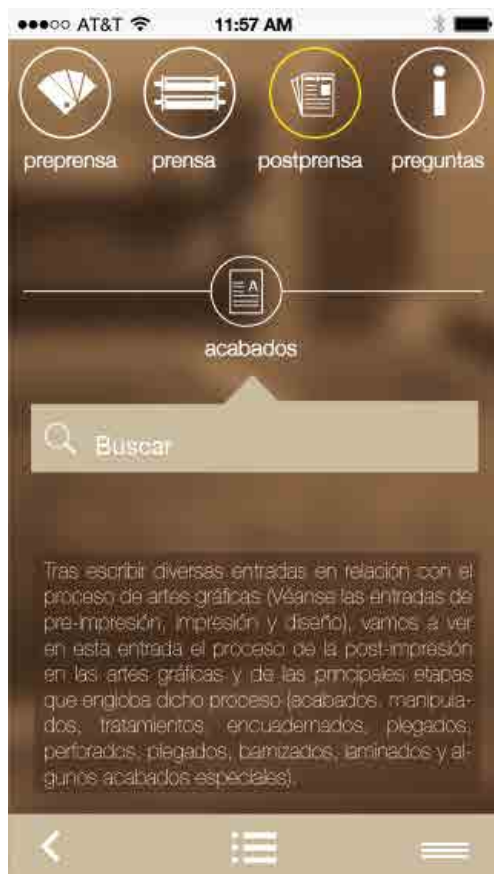 AT&T 11:57 AM
preprensa prensa postprensa preguntas
acabados
Buscar
Tras escribir diversas entradas en relación con el
proceso de artes gráficas (Véanse las entradas de
pre-impresión, impresión y diseño), vamos a ver
en esta entrada el proceso de la post-impresión
en las artes gráficas y de las principales etapas
que engloba dicho proceso (acabados, manipula-
dos, tratamientos, encuadernados, plegados,
perforados, plegados, barnizados, laminados y al-
gunos acabados especiales).